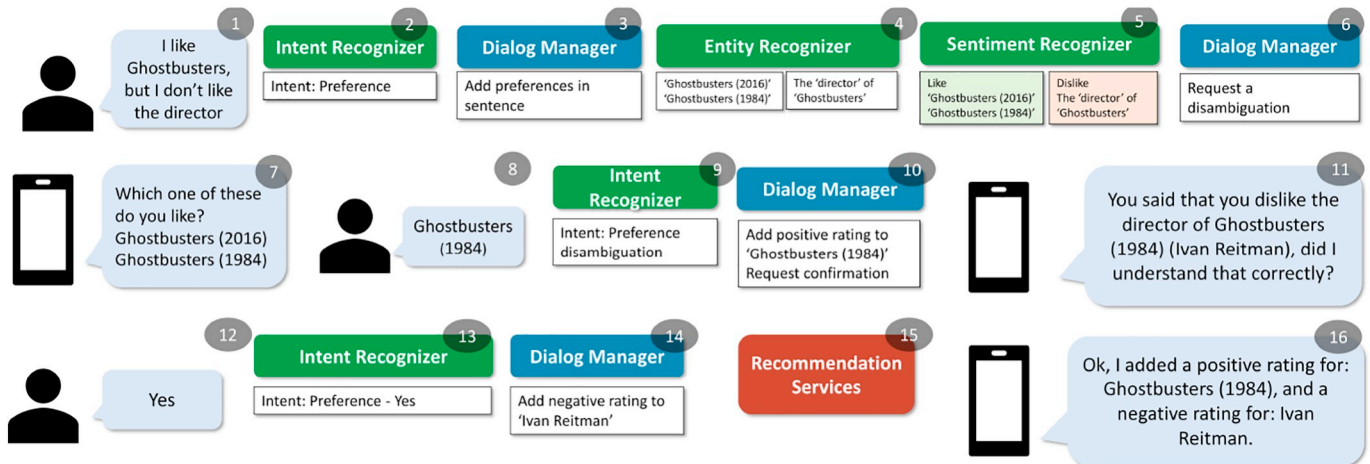 1
I like
Ghostbusters,
but I don't like
the director
2
Intent Recognizer
Intent: Preference
3
Dialog Manager
Add preferences in
sentence
4
Entity Recognizer
'Ghostbusters (2016)'
'Ghostbusters (1984)'
The 'director' of
'Ghostbusters'
5
Sentiment Recognizer
Like
'Ghostbusters (2016)'
'Ghostbusters (1984)'
Dislike
The 'director' of
'Ghostbusters'
6
Dialog Manager
Request a
disambiguation
7
Which one of these
do you like?
Ghostbusters (2016)
Ghostbusters (1984)
8
Ghostbusters
(1984)
9
Intent
Recognizer
Intent: Preference
disambiguation
10
Dialog Manager
Add positive rating to
'Ghostbusters (1984)'
Request confirmation
11
You said that you dislike the
director of Ghostbusters
(1984) (Ivan Reitman), did I
understand that correctly?
12
Yes
13
Intent Recognizer
Intent: Preference - Yes
14
Dialog Manager
Add negative rating to
'Ivan Reitman'
15
Recommendation
Services
16
Ok, I added a positive rating for:
Ghostbusters (1984), and a
negative rating for: Ivan
Reitman.